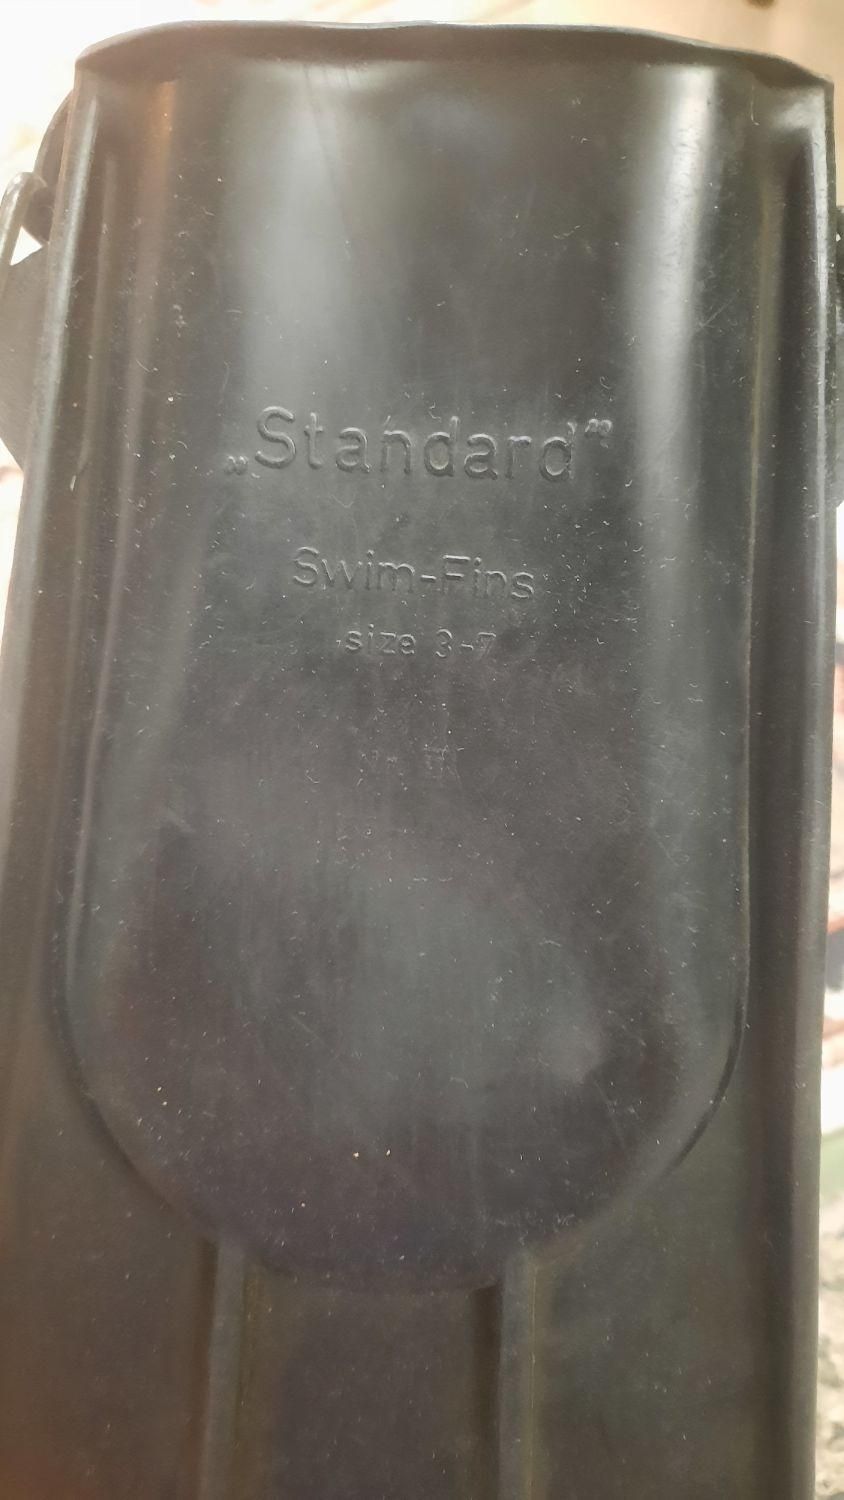 „Standard“
Swim-Fins
size 3-7